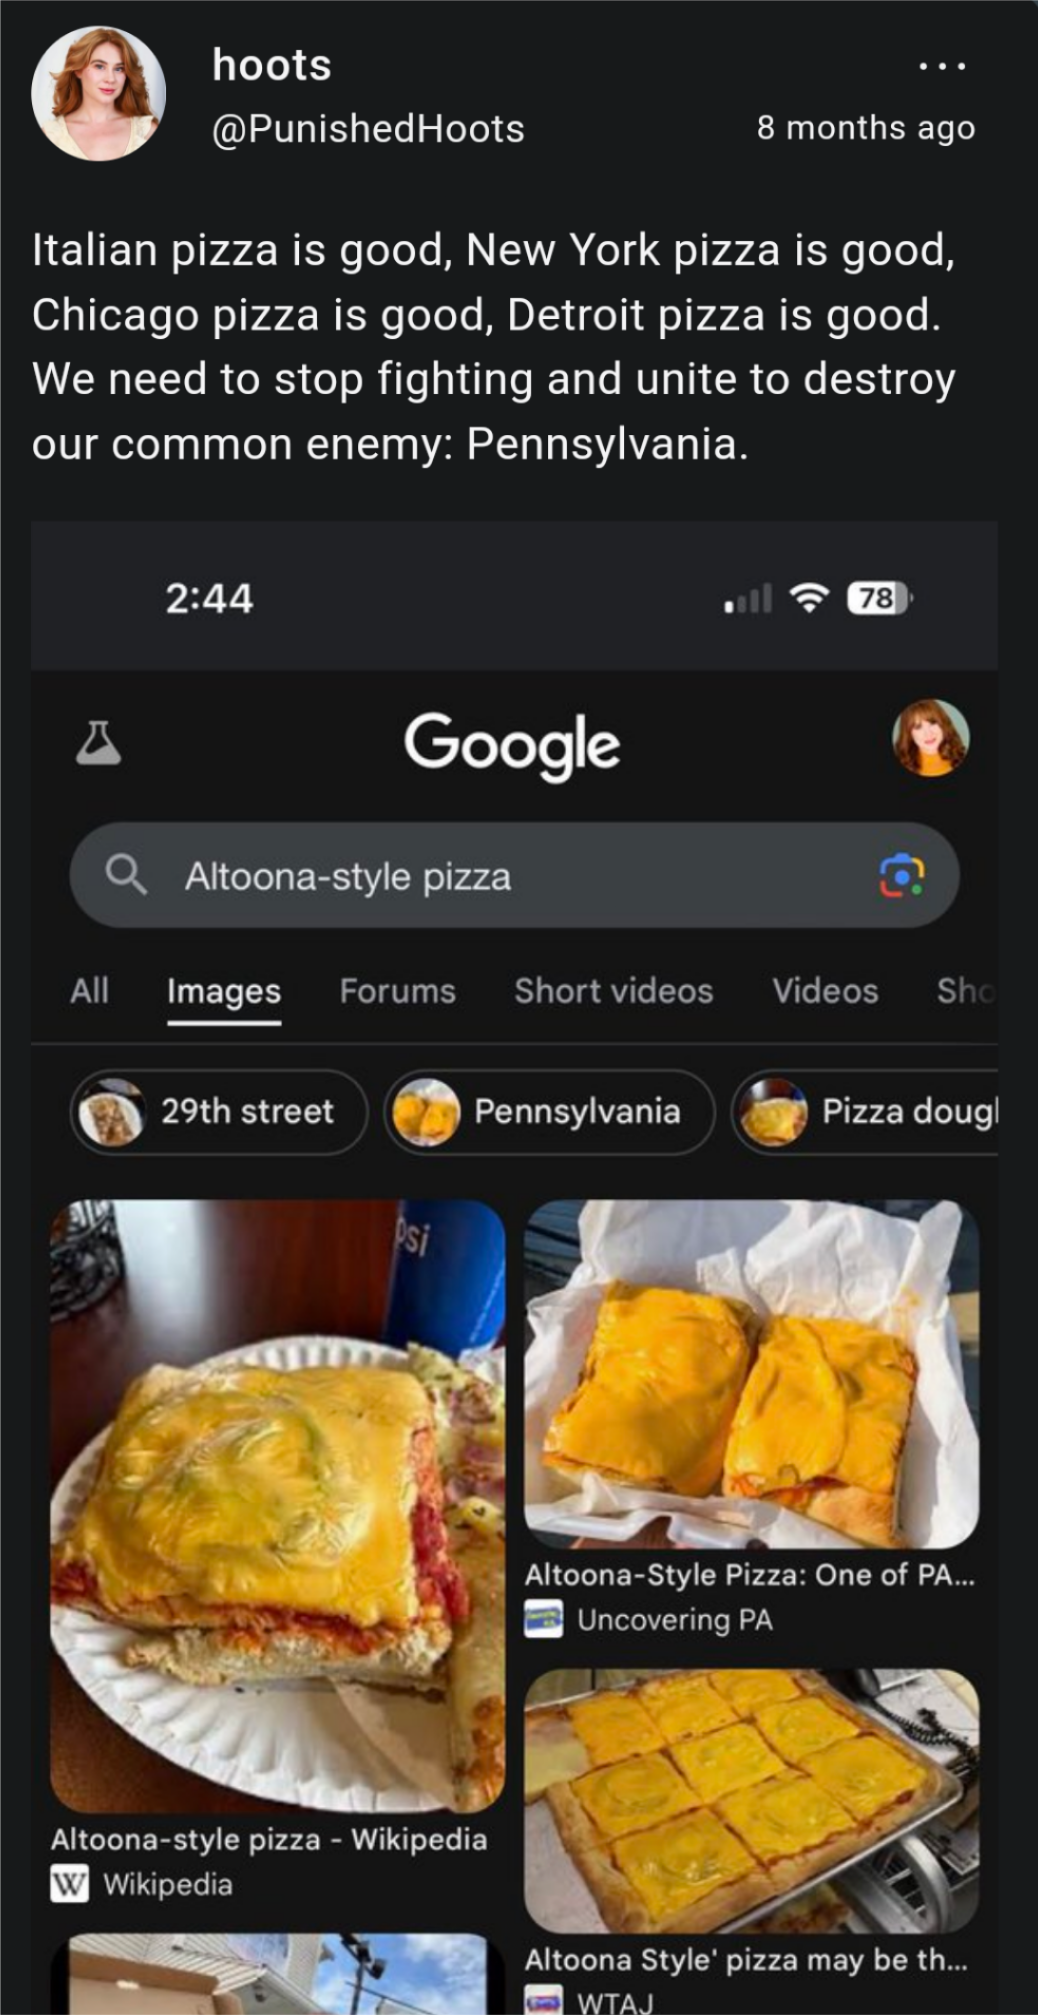 hoots
@PunishedHoots
8 months ago
Italian pizza is good, New York pizza is good,
Chicago pizza is good, Detroit pizza is good.
We need to stop fighting and unite to destroy
our common enemy: Pennsylvania.
2:44
78
Google
Altoona-style pizza
All Images Forums Short videos Videos Sho
29th street Pennsylvania Pizza dough
psi
Altoona-Style Pizza: One of PA...
Uncovering PA
Altoona-style pizza - Wikipedia
W Wikipedia
Altoona Style' pizza may be th...
WTAJ